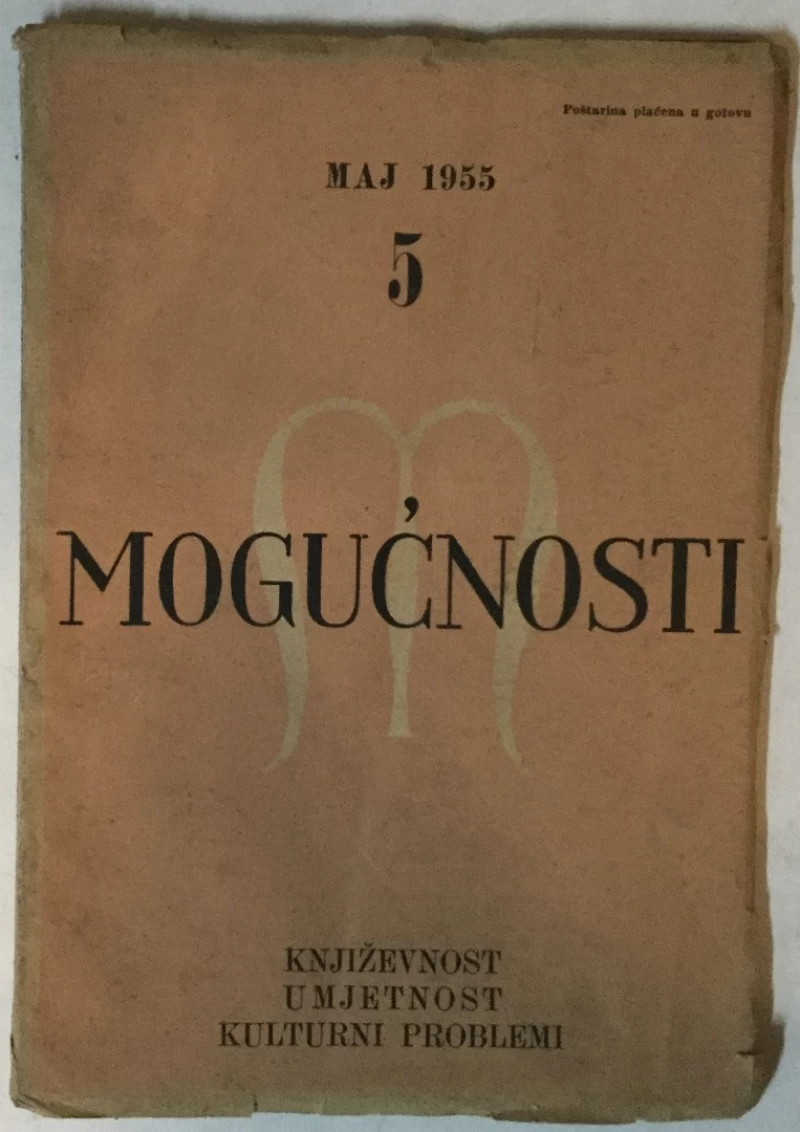 Poštarina plaćena u gotovu
MAJ 1955
5
M
MOGUĆNOSTI
KNJIŽEVNOST
UMJETNOST
KULTURNI PROBLEMI